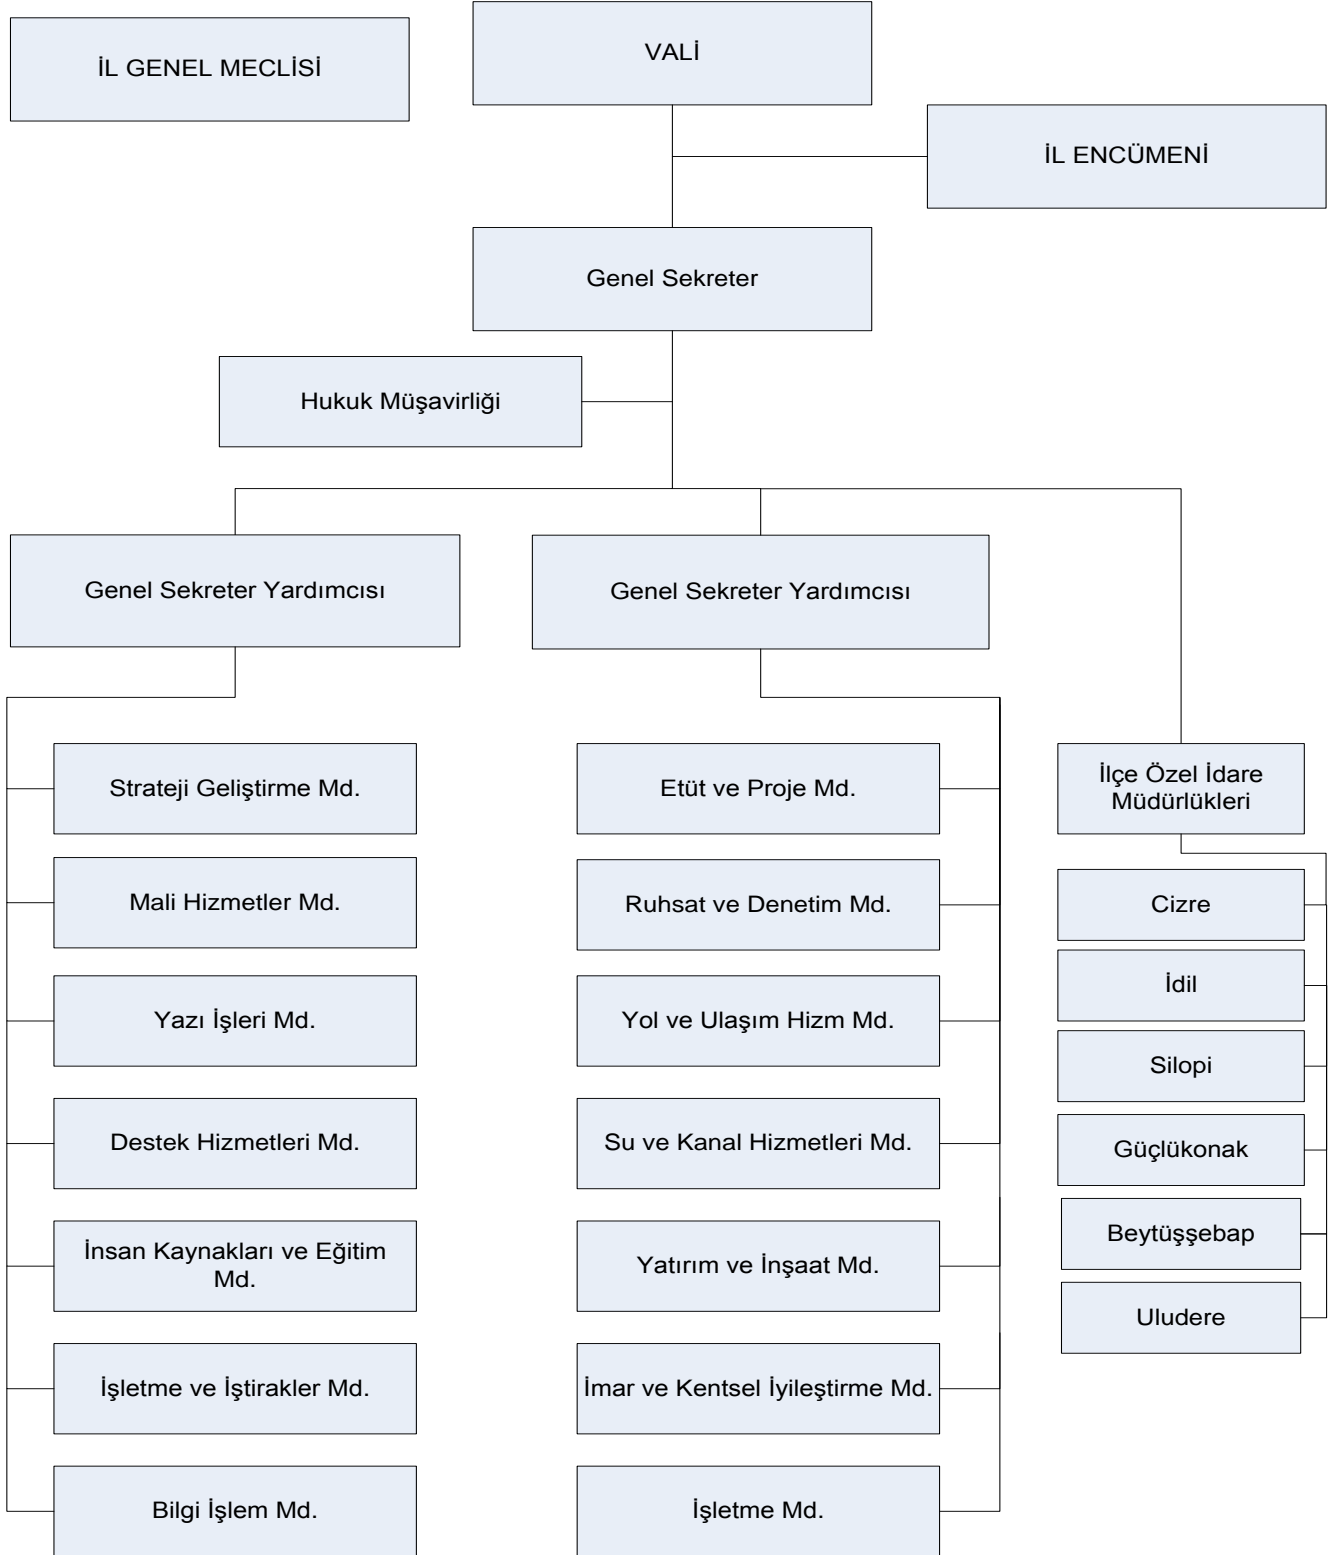 İL GENEL MECLİSİ
VALİ
İL ENCÜMENİ
Genel Sekreter
Hukuk Müşavirliği
Genel Sekreter Yardımcısı
Genel Sekreter Yardımcısı
Strateji Geliştirme Md.
Mali Hizmetler Md.
Yazı İşleri Md.
Destek Hizmetleri Md.
İnsan Kaynakları ve Eğitim
Md.
İşletme ve İştirakler Md.
Bilgi İşlem Md.
Etüt ve Proje Md.
Ruhsat ve Denetim Md.
Yol ve Ulaşım Hizm Md.
Su ve Kanal Hizmetleri Md.
Yatırım ve İnşaat Md.
İmar ve Kentsel İyileştirme Md.
İşletme Md.
İlçe Özel İdare
Müdürlükleri
Cizre
İdil
Silopi
Güçlükonak
Beytüşşebap
Uludere